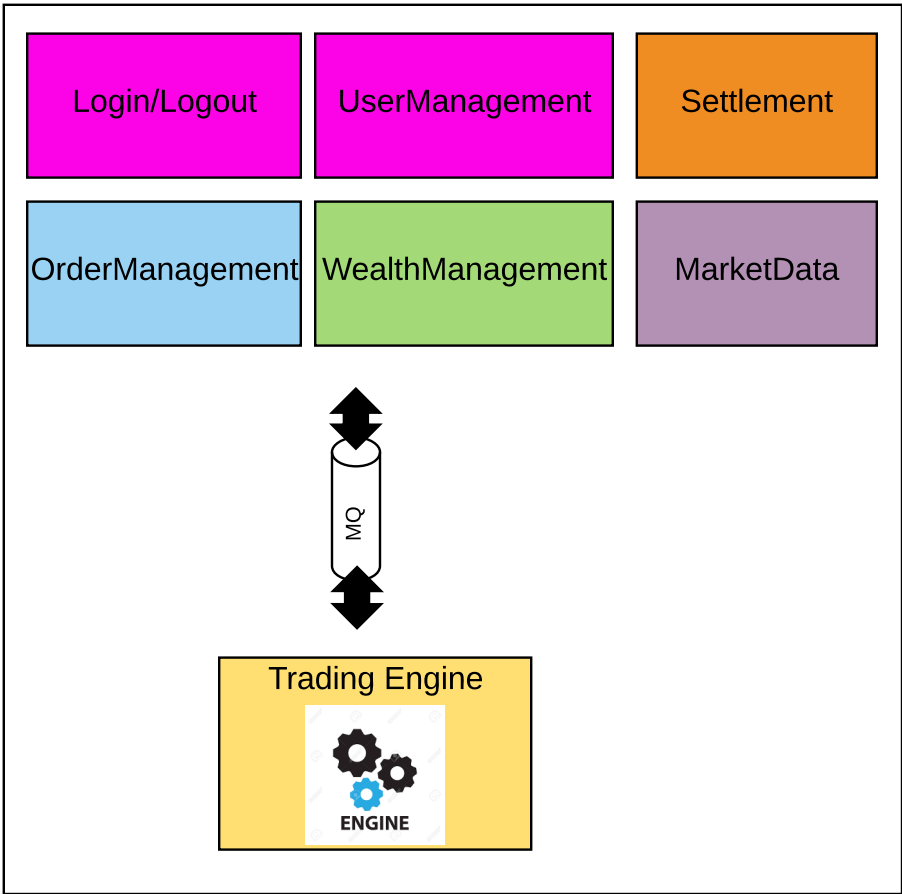 Login/Logout
UserManagement
Settlement
OrderManagement
WealthManagement
MarketData
MQ
Trading Engine
ENGINE